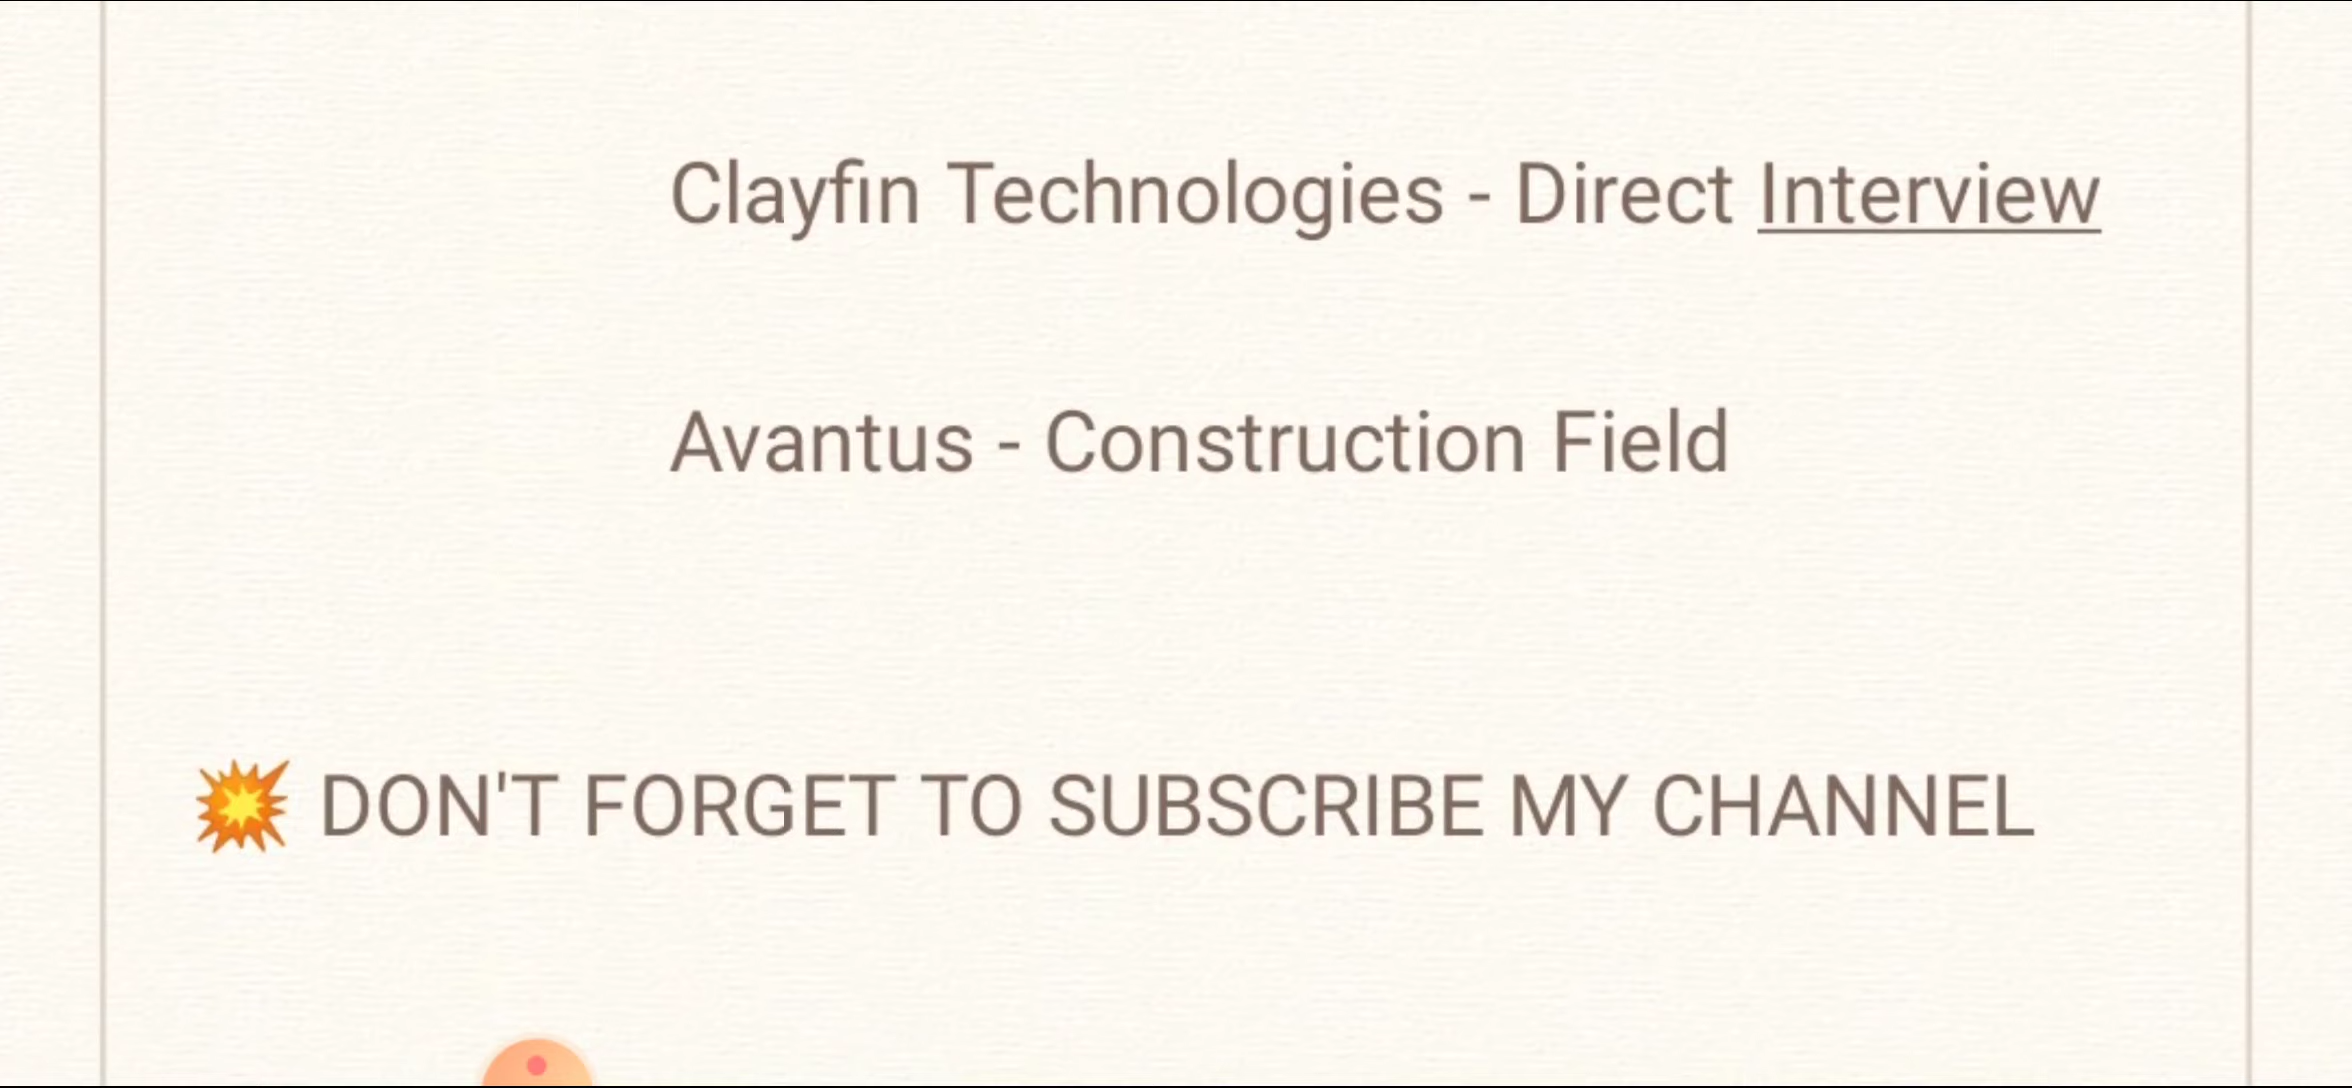 Clayfin Technologies - Direct Interview
Avantus - Construction Field
💥 DON'T FORGET TO SUBSCRIBE MY CHANNEL